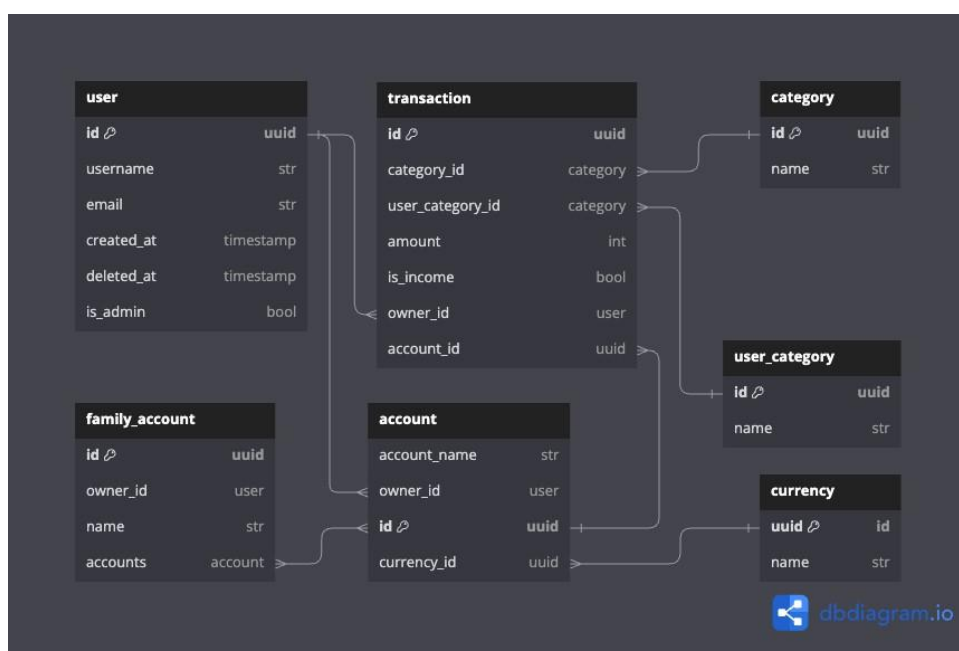 user
id uuid
username str
email str
created_at timestamp
deleted_at timestamp
is_admin bool
transaction
id uuid
category_id category
user_category_id category
amount int
is_income bool
owner_id user
account_id uuid
category
id uuid
name str
user_category
id uuid
name str
family_account
id uuid
owner_id user
name str
accounts account
account
account_name str
owner_id user
id uuid
currency_id uuid
currency
uuid id
name str
dbdiagram.io